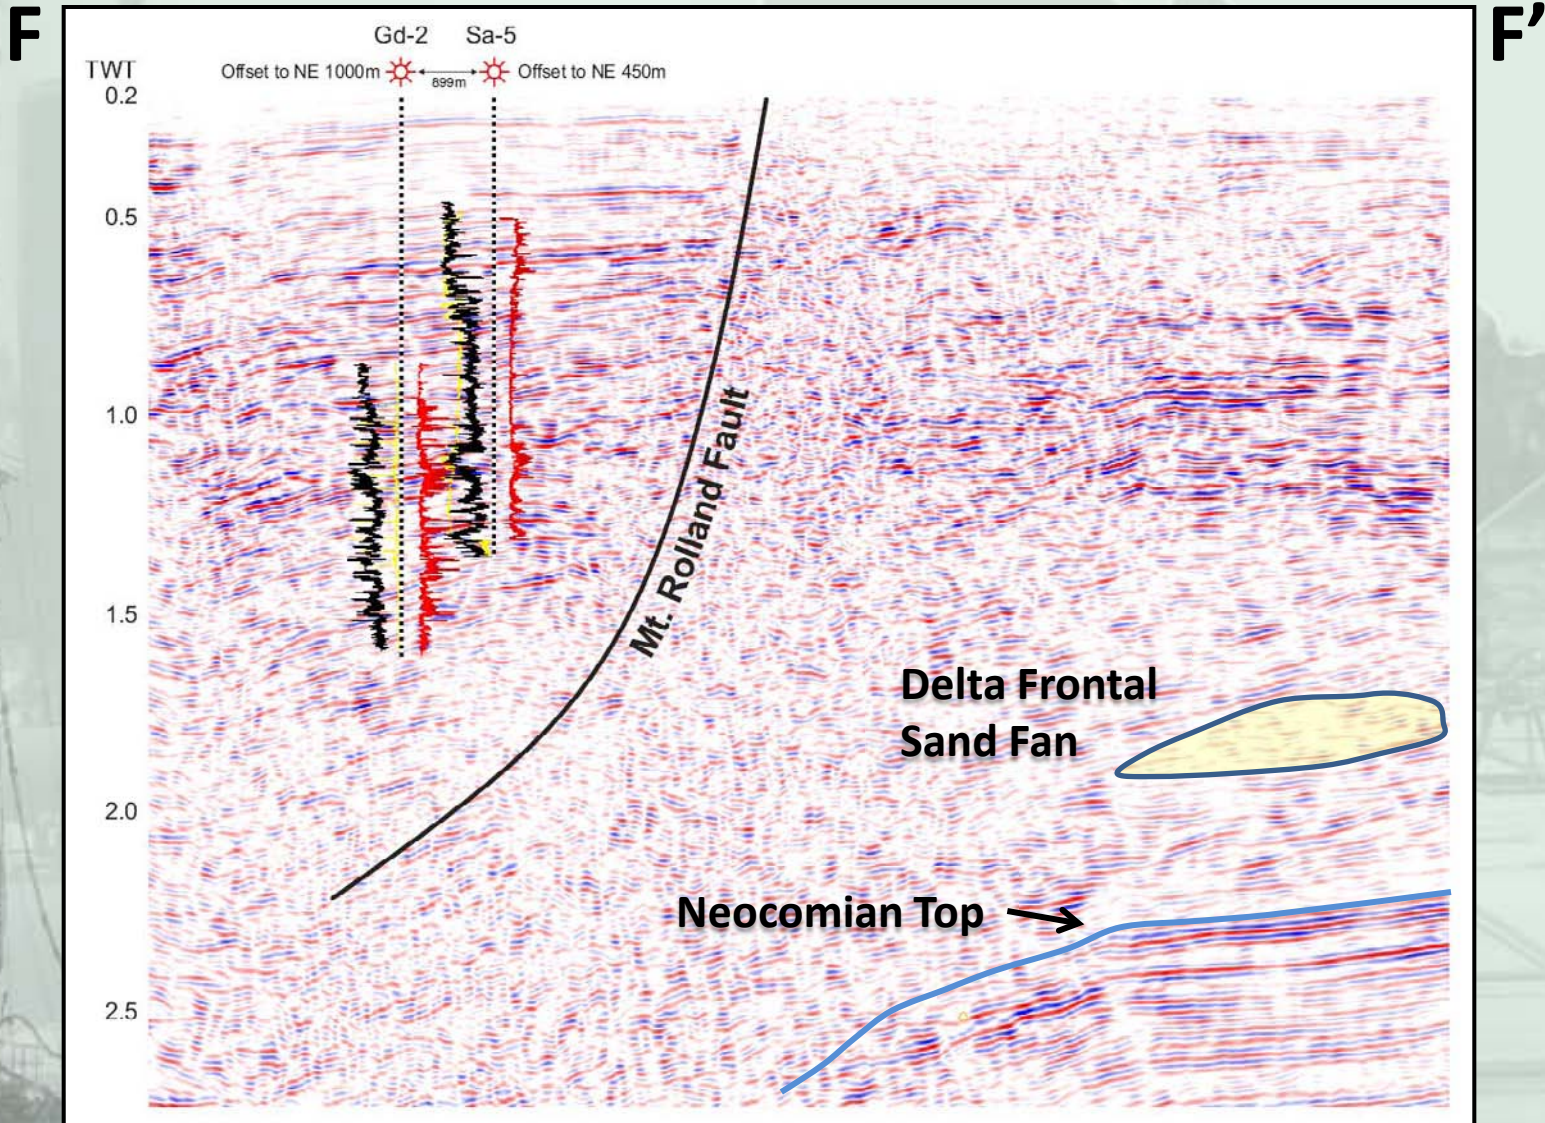 F
F’
Gd-2 Sa-5
TWT
Offset to NE 1000m 899m Offset to NE 450m
0.2
0.5
1.0
1.5
2.0
2.5
Mt. Rolland Fault
Delta Frontal
Sand Fan
Neocomian Top